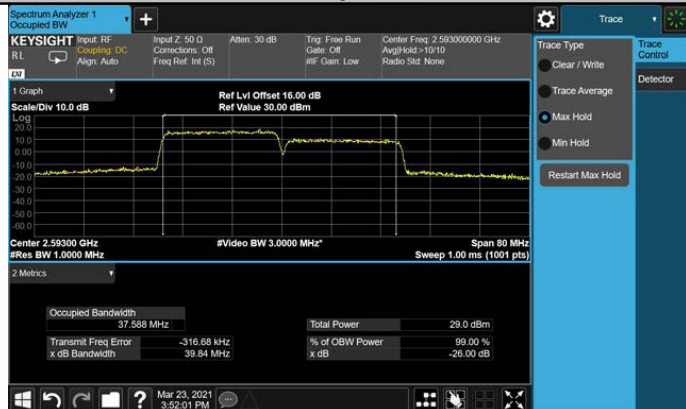 Spectrum Analyzer 1
Occupied BW
+
Trace
KEYSIGHT
RL
LXI
Input: RF
Coupling: DC
Align: Auto
Input Z: 50 Ω
Corrections: Off
Freq Ref: Int (S)
Atten: 30 dB
Trig: Free Run
Gate: Off
#IF Gain: Low
Center Freq: 2.593000000 GHz
Avg|Hold:>10/10
Radio Std: None
Trace Type
Clear / Write
Trace Average
Max Hold
Min Hold
Restart Max Hold
Trace
Control
Detector
1 Graph
Scale/Div 10.0 dB
Ref Lvl Offset 16.00 dB
Ref Value 30.00 dBm
Log
20.0
10.0
0.00
-10.0
-20.0
-30.0
-40.0
-50.0
-60.0
Center 2.59300 GHz
#Res BW 1.0000 MHz
#Video BW 3.0000 MHz*
Span 80 MHz
Sweep 1.00 ms (1001 pts)
2 Metrics
Occupied Bandwidth
37.588 MHz
Total Power 29.0 dBm
Transmit Freq Error -316.68 kHz
% of OBW Power 99.00 %
x dB Bandwidth 39.84 MHz
x dB -26.00 dB
?
Mar 23, 2021
3:52:01 PM